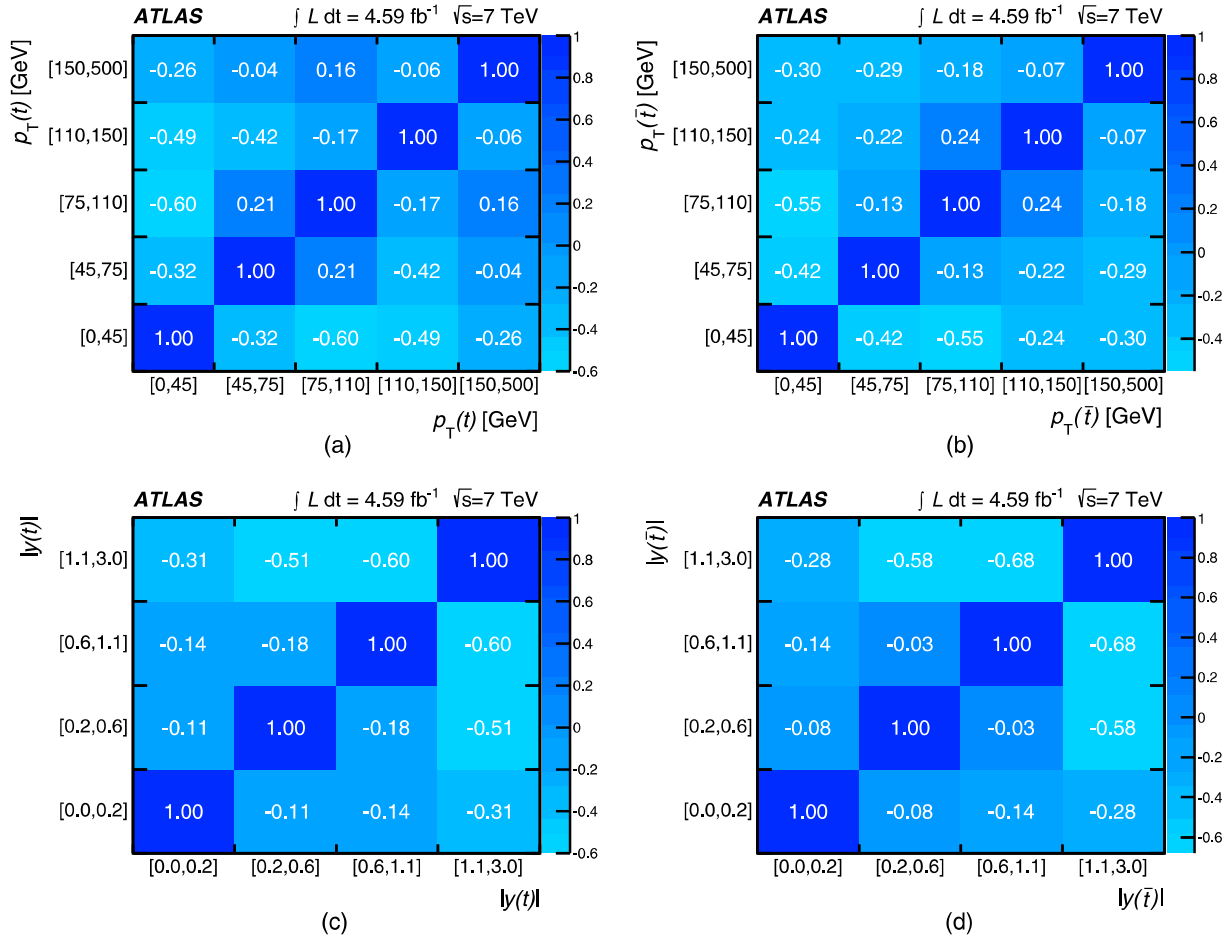 ATLAS ∫ L dt = 4.59 fb⁻¹ √s=7 TeV
p_T(t) [GeV]
[150,500] -0.26 -0.04 0.16 -0.06 1.00
[110,150] -0.49 -0.42 -0.17 1.00 -0.06
[75,110] -0.60 0.21 1.00 -0.17 0.16
[45,75] -0.32 1.00 0.21 -0.42 -0.04
[0,45] 1.00 -0.32 -0.60 -0.49 -0.26
[0,45] [45,75] [75,110] [110,150] [150,500]
p_T(t) [GeV]
1
0.8
0.6
0.4
0.2
0
-0.2
-0.4
-0.6
(a)
ATLAS ∫ L dt = 4.59 fb⁻¹ √s=7 TeV
p_T(t̄) [GeV]
[150,500] -0.30 -0.29 -0.18 -0.07 1.00
[110,150] -0.24 -0.22 0.24 1.00 -0.07
[75,110] -0.55 -0.13 1.00 0.24 -0.18
[45,75] -0.42 1.00 -0.13 -0.22 -0.29
[0,45] 1.00 -0.42 -0.55 -0.24 -0.30
[0,45] [45,75] [75,110] [110,150] [150,500]
p_T(t̄) [GeV]
1
0.8
0.6
0.4
0.2
0
-0.2
-0.4
(b)
ATLAS ∫ L dt = 4.59 fb⁻¹ √s=7 TeV
|y(t)|
[1.1,3.0] -0.31 -0.51 -0.60 1.00
[0.6,1.1] -0.14 -0.18 1.00 -0.60
[0.2,0.6] -0.11 1.00 -0.18 -0.51
[0.0,0.2] 1.00 -0.11 -0.14 -0.31
[0.0,0.2] [0.2,0.6] [0.6,1.1] [1.1,3.0]
|y(t)|
1
0.8
0.6
0.4
0.2
0
-0.2
-0.4
-0.6
(c)
ATLAS ∫ L dt = 4.59 fb⁻¹ √s=7 TeV
|y(t̄)|
[1.1,3.0] -0.28 -0.58 -0.68 1.00
[0.6,1.1] -0.14 -0.03 1.00 -0.68
[0.2,0.6] -0.08 1.00 -0.03 -0.58
[0.0,0.2] 1.00 -0.08 -0.14 -0.28
[0.0,0.2] [0.2,0.6] [0.6,1.1] [1.1,3.0]
|y(t̄)|
1
0.8
0.6
0.4
0.2
0
-0.2
-0.4
-0.6
(d)